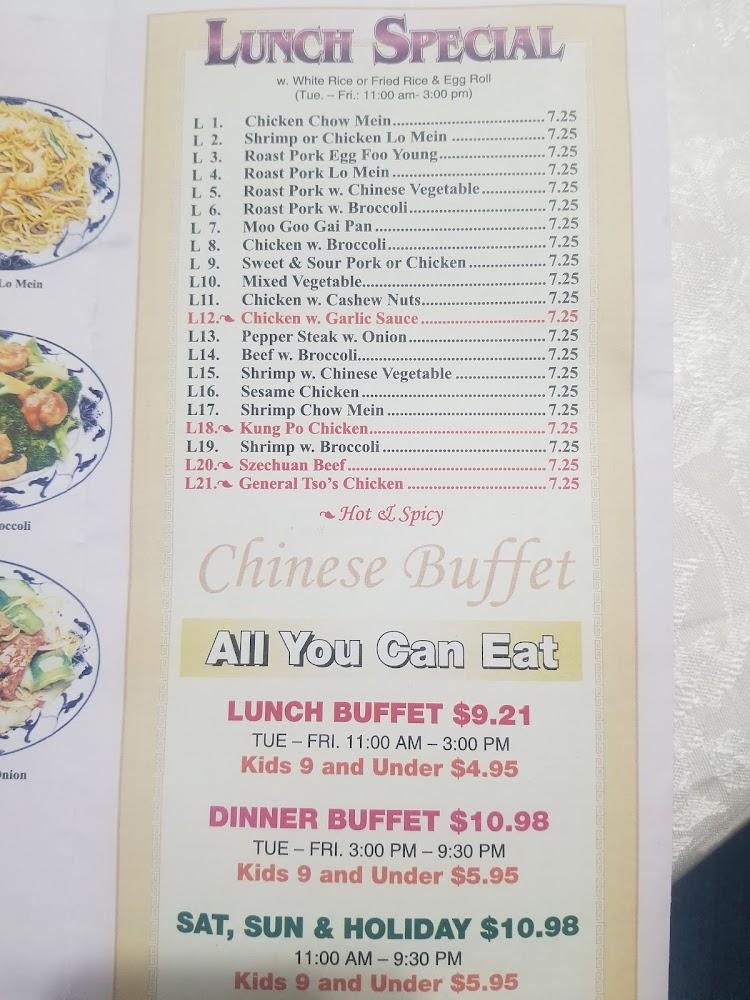 LUNCH SPECIAL
w. White Rice or Fried Rice & Egg Roll
(Tue. – Fri.: 11:00 am- 3:00 pm)
L 1. Chicken Chow Mein 7.25
L 2. Shrimp or Chicken Lo Mein 7.25
L 3. Roast Pork Egg Foo Young 7.25
L 4. Roast Pork Lo Mein 7.25
L 5. Roast Pork w. Chinese Vegetable 7.25
L 6. Roast Pork w. Broccoli 7.25
L 7. Moo Goo Gai Pan 7.25
L 8. Chicken w. Broccoli 7.25
L 9. Sweet & Sour Pork or Chicken 7.25
L10. Mixed Vegetable 7.25
L11. Chicken w. Cashew Nuts 7.25
L12. Chicken w. Garlic Sauce 7.25
L13. Pepper Steak w. Onion 7.25
L14. Beef w. Broccoli 7.25
L15. Shrimp w. Chinese Vegetable 7.25
L16. Sesame Chicken 7.25
L17. Shrimp Chow Mein 7.25
L18. Kung Po Chicken 7.25
L19. Shrimp w. Broccoli 7.25
L20. Szechuan Beef 7.25
L21. General Tso's Chicken 7.25
Hot & Spicy
Chinese Buffet
All You Can Eat
LUNCH BUFFET $9.21
TUE – FRI. 11:00 AM – 3:00 PM
Kids 9 and Under $4.95
DINNER BUFFET $10.98
TUE – FRI. 3:00 PM – 9:30 PM
Kids 9 and Under $5.95
SAT, SUN & HOLIDAY $10.98
11:00 AM – 9:30 PM
Kids 9 and Under $5.95
Lo Mein
occoli
nion